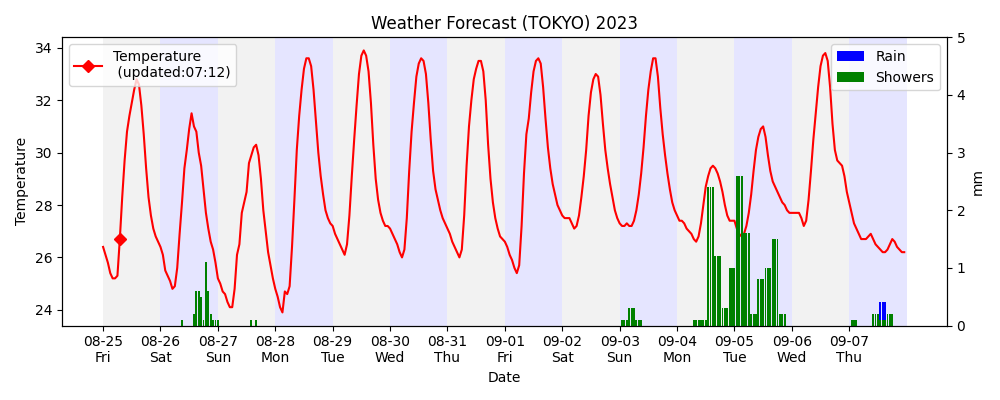 Weather Forecast (TOKYO) 2023
Temperature
(updated:07:12)
Rain
Showers
34
32
30
28
26
24
Temperature
5
4
3
2
1
0
mm
08-25 08-26 08-27 08-28 08-29 08-30 08-31 09-01 09-02 09-03 09-04 09-05 09-06 09-07
Fri Sat Sun Mon Tue Wed Thu Fri Sat Sun Mon Tue Wed Thu
Date